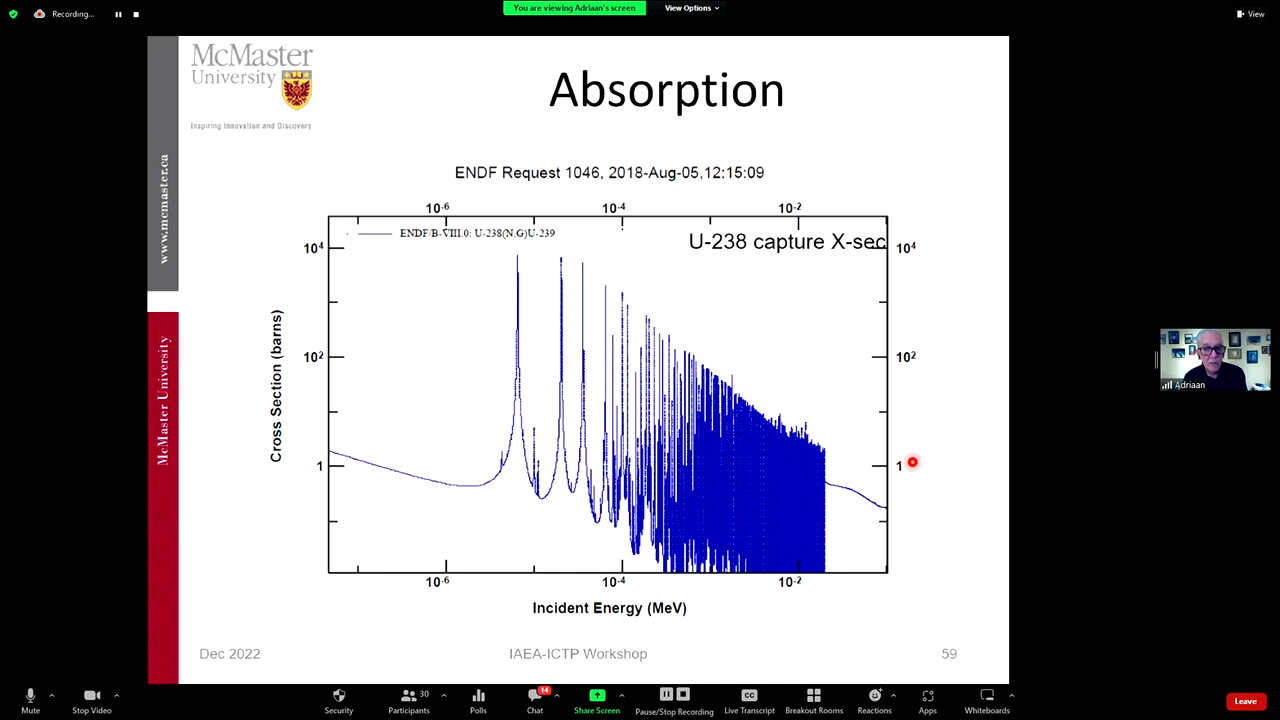 Recording...
You are viewing Adriaan's screen
View Options
View
McMaster
University
Inspiring Innovation and Discovery
www.mcmaster.ca
McMaster University
Absorption
ENDF Request 1046, 2018-Aug-05,12:15:09
10-6 10-4 10-2
ENDF/B-VIII.0: U-238(N,G)U-239
U-238 capture X-sec
104 104
102 102
1 1
Cross Section (barns)
10-6 10-4 10-2
Incident Energy (MeV)
Dec 2022 IAEA-ICTP Workshop 59
Adriaan
30
14
Mute
Stop Video
Security
Participants
Polls
Chat
Share Screen
Pause/Stop Recording
CC
Live Transcript
Breakout Rooms
Reactions
Apps
Whiteboards
Leave